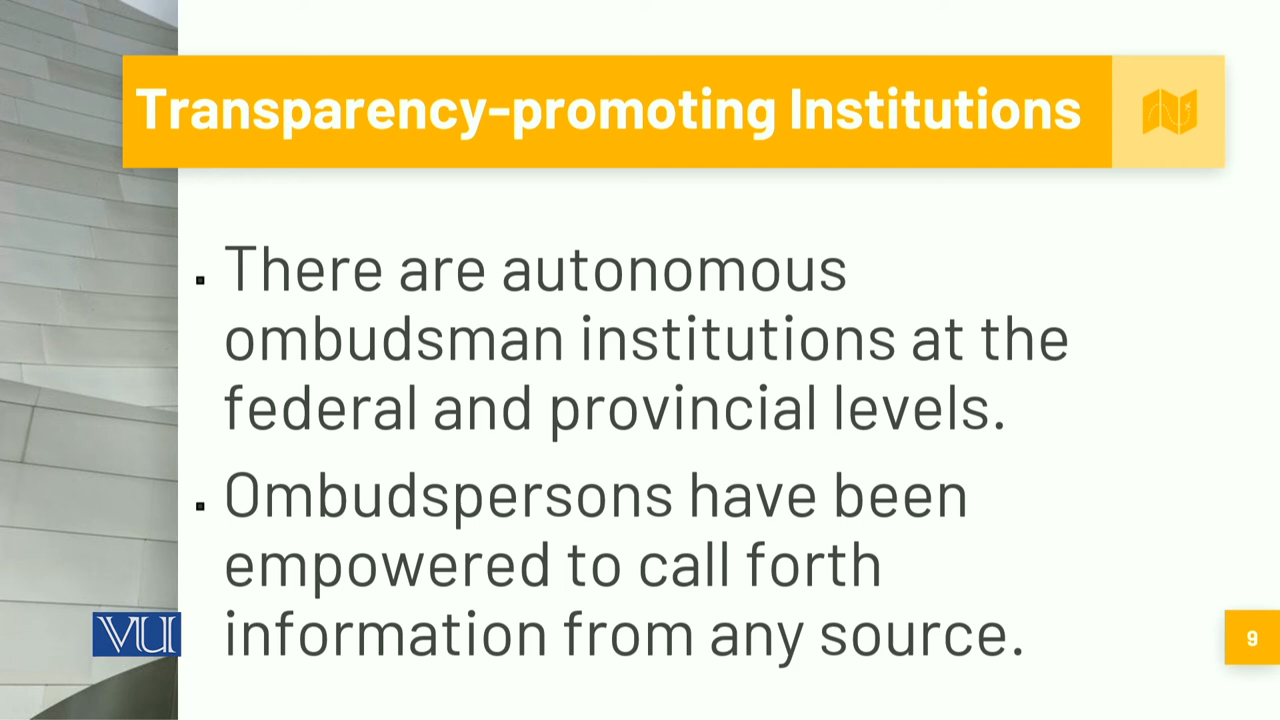 Transparency-promoting Institutions
▪ There are autonomous
ombudsman institutions at the
federal and provincial levels.
▪ Ombudspersons have been
empowered to call forth
information from any source.
VU
9